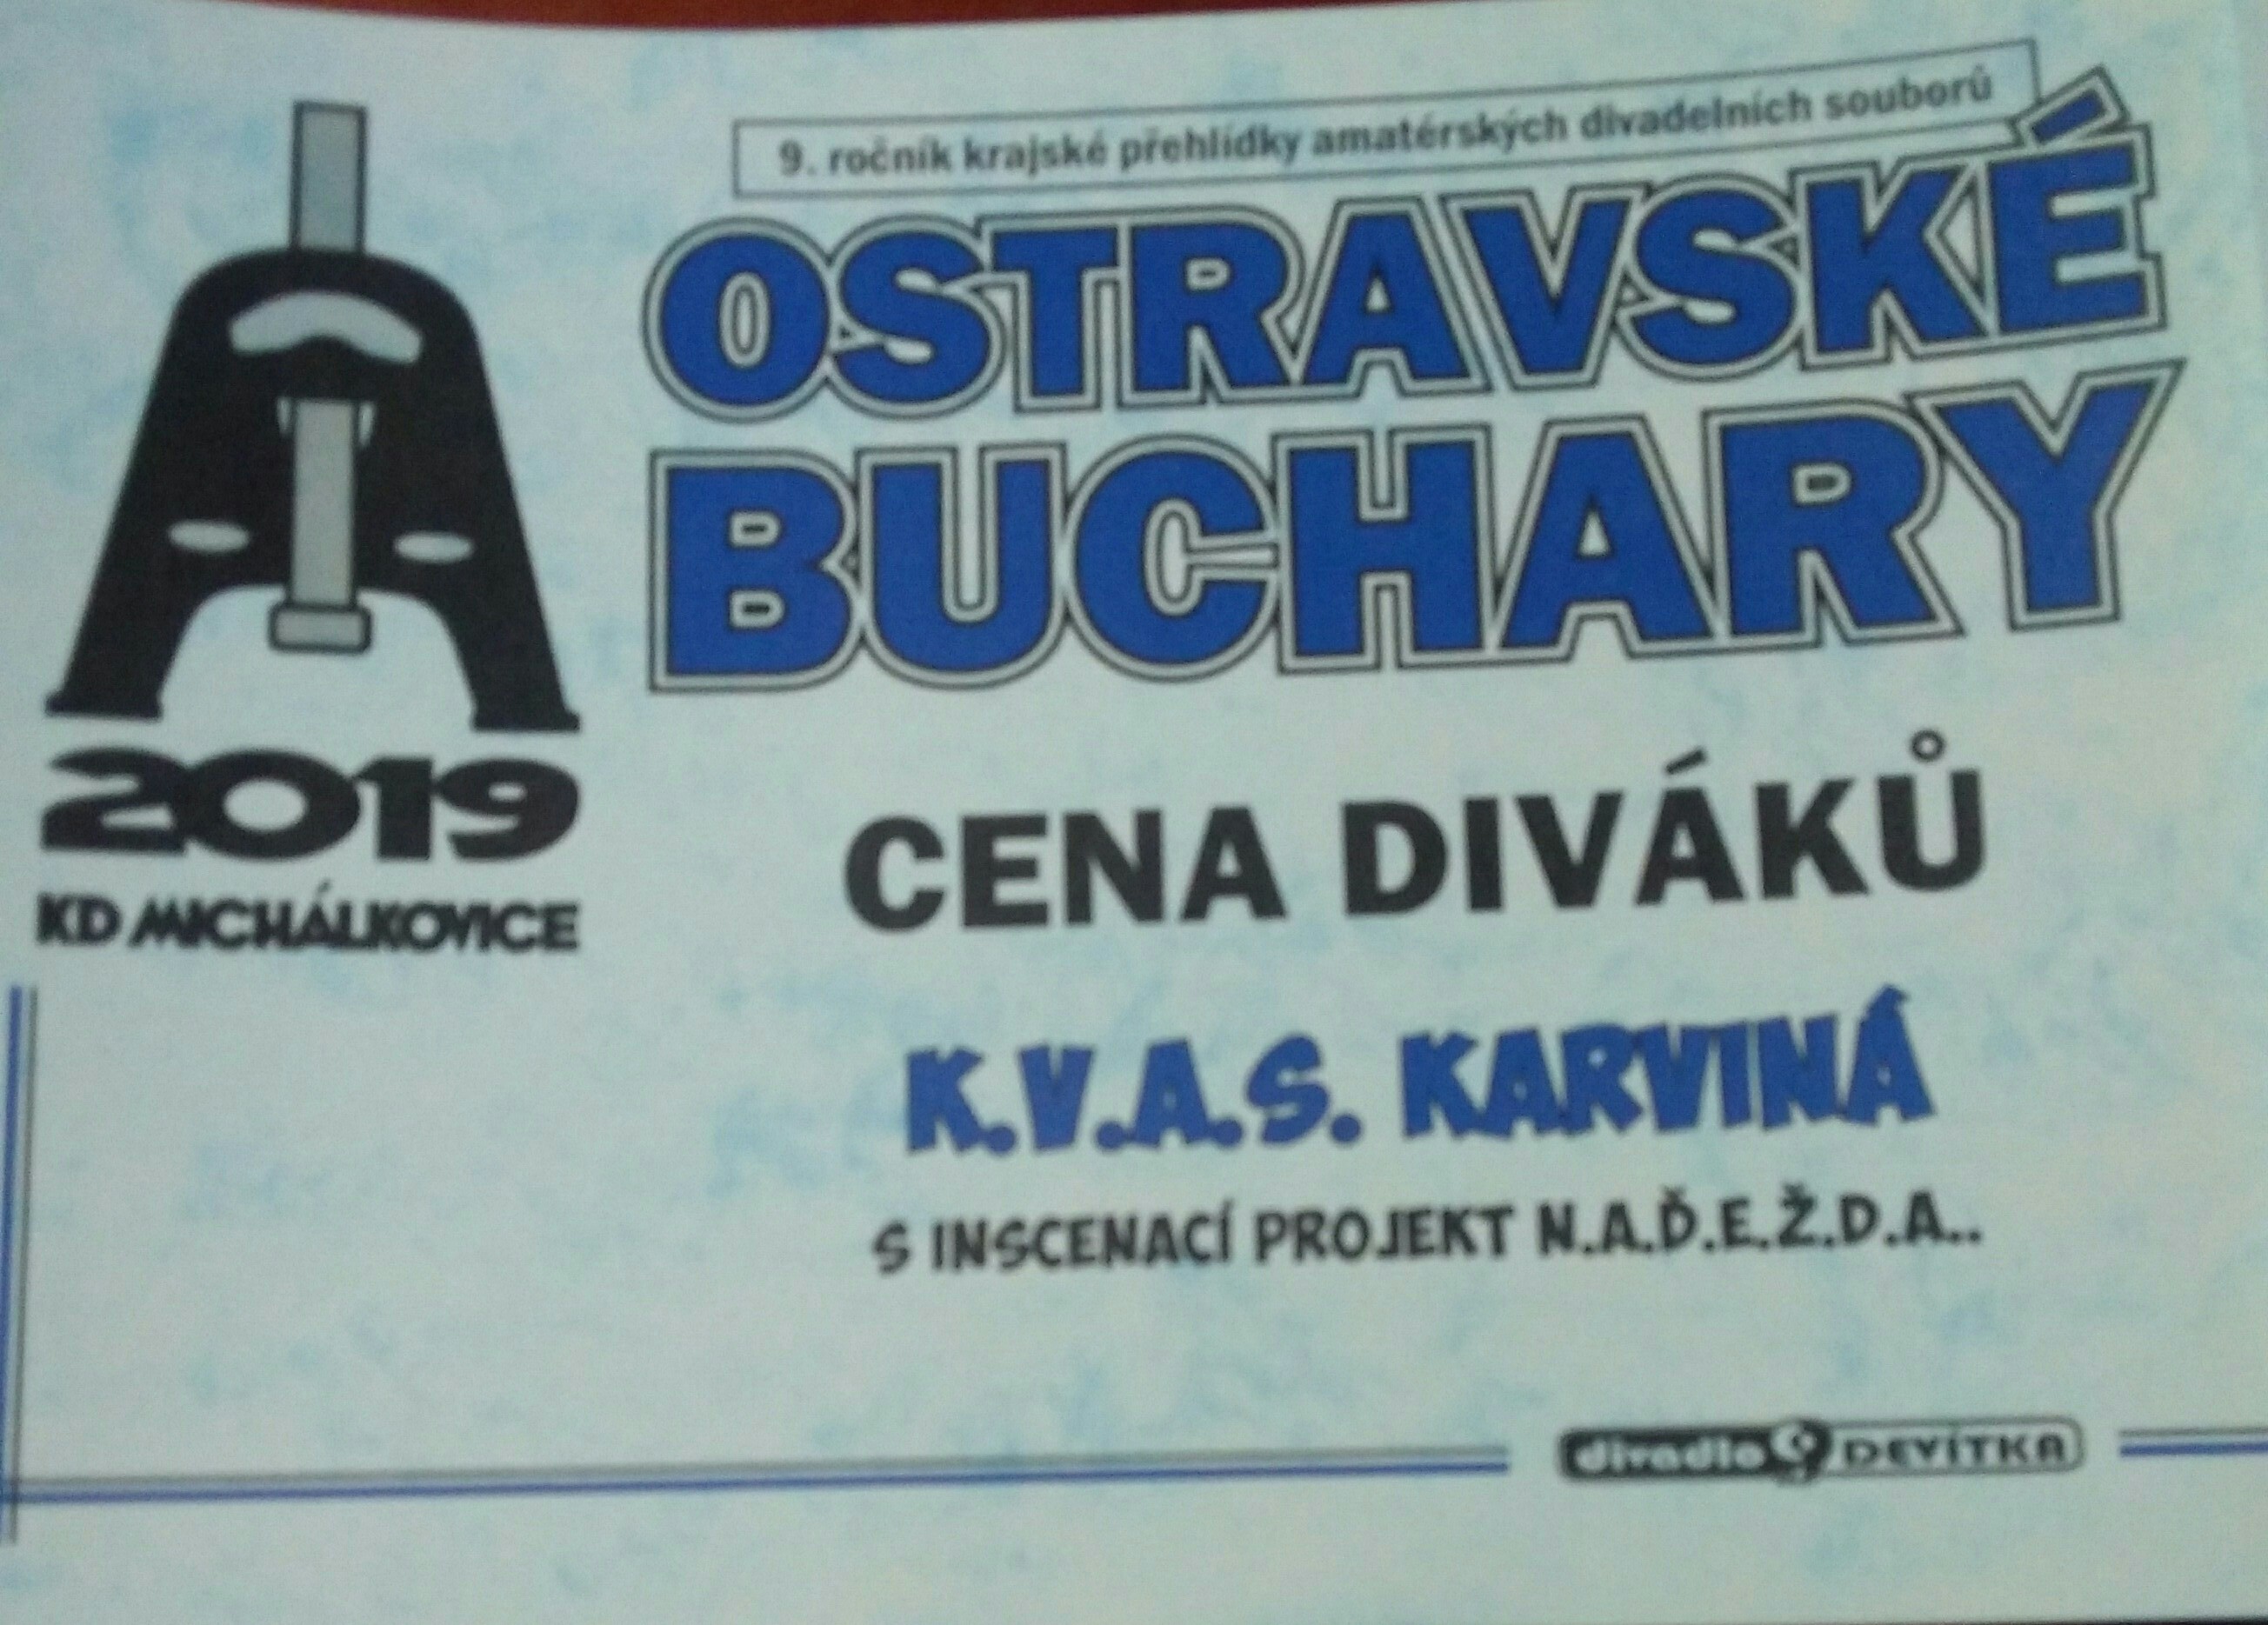 9. ročník krajské přehlídky amatérských divadelních souborů
OSTRAVSKÉ
BUCHARY
2019
KD MICHÁLKOVICE
CENA DIVÁKŮ
K.V.A.S. KARVINÁ
S INSCENACÍ PROJEKT N.A.Ď.E.Ž.D.A..
divadlo 9 DEVÍTKA